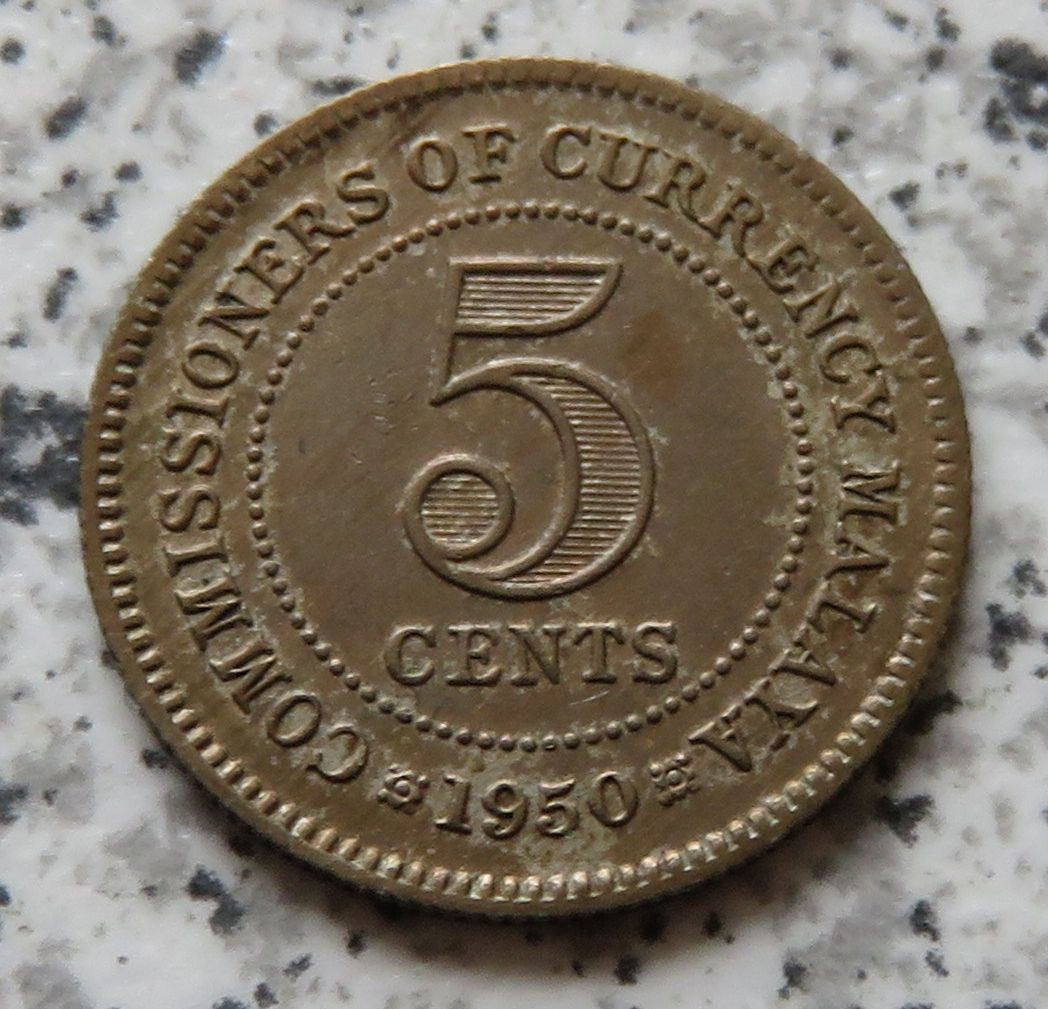 COMMISSIONERS OF CURRENCY MALAYA
5
CENTS
1950